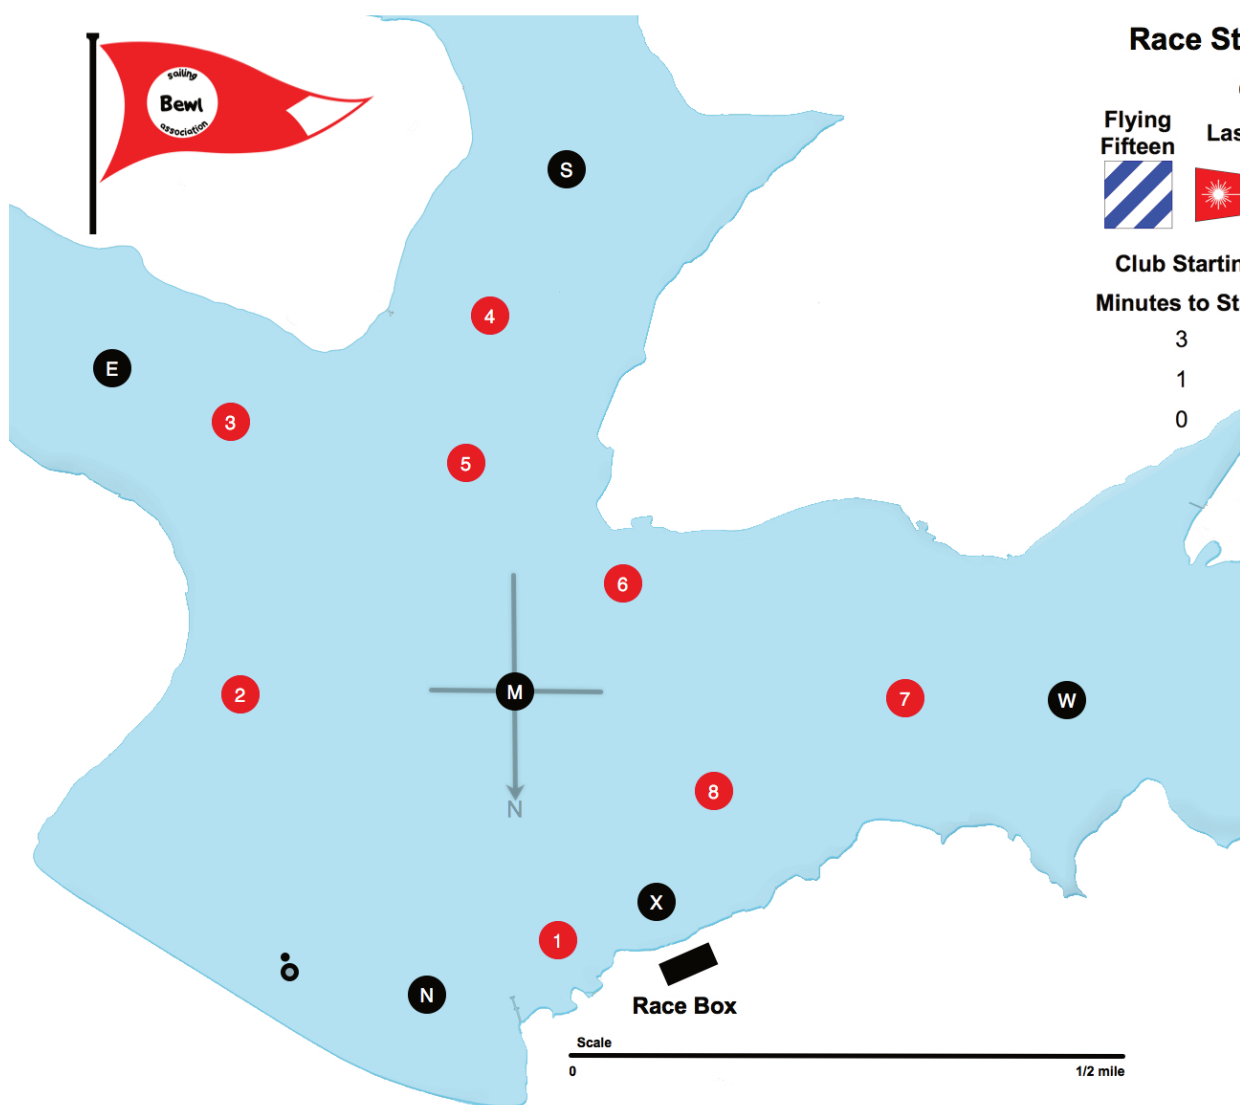 sailing
Bewl
association
Race St
Flying
Fifteen
Las
Club Startin
Minutes to St
3
1
0
S
4
E
3
5
6
M
2
7
W
N
8
X
1
N
Race Box
Scale
0
1/2 mile